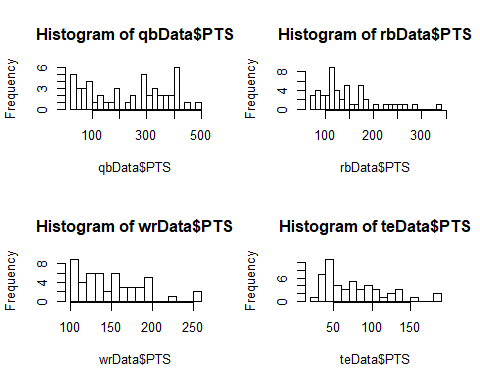 Histogram of qbData$PTS
Frequency
0 3 6
100 300 500
qbData$PTS
Histogram of rbData$PTS
Frequency
0 4 8
100 200 300
rbData$PTS
Histogram of wrData$PTS
Frequency
0 4 8
100 150 200 250
wrData$PTS
Histogram of teData$PTS
Frequency
0 6
50 100 150
teData$PTS